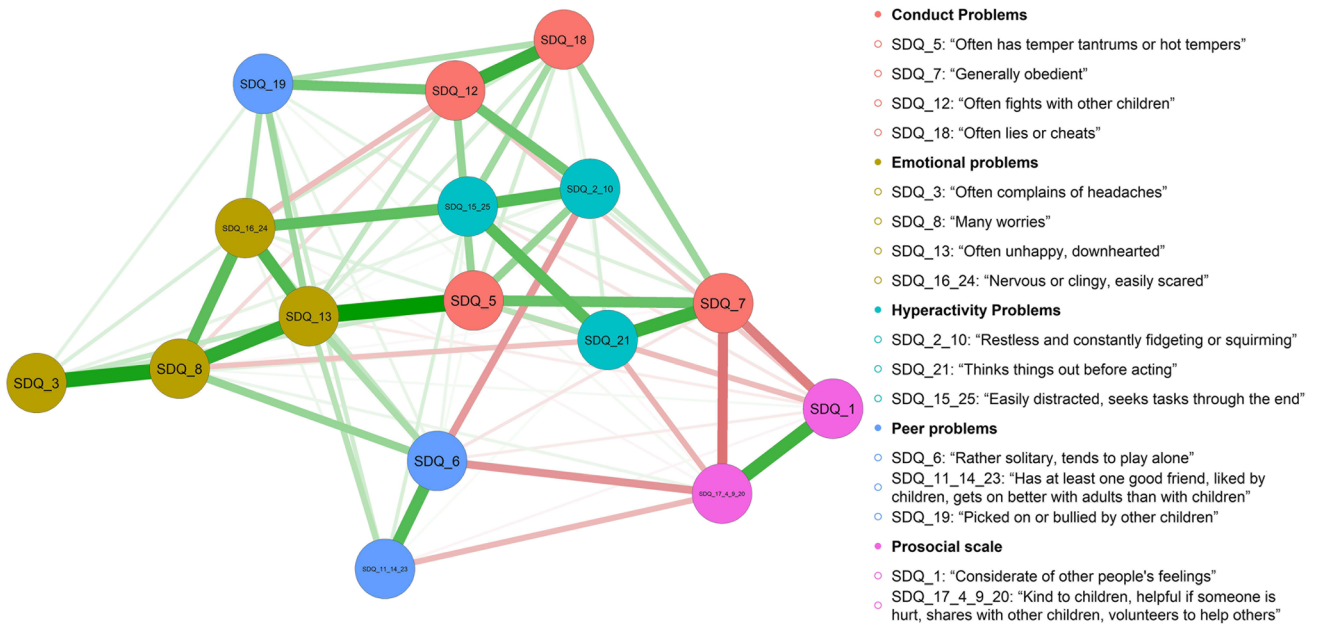 SDQ_18
SDQ_19
SDQ_12
SDQ_2_10
SDQ_15_25
SDQ_16_24
SDQ_5
SDQ_7
SDQ_13
SDQ_21
SDQ_8
SDQ_3
SDQ_1
SDQ_6
SDQ_17_4_9_20
SDQ_11_14_23
Conduct Problems
SDQ_5: “Often has temper tantrums or hot tempers”
SDQ_7: “Generally obedient”
SDQ_12: “Often fights with other children”
SDQ_18: “Often lies or cheats”
Emotional problems
SDQ_3: “Often complains of headaches”
SDQ_8: “Many worries”
SDQ_13: “Often unhappy, downhearted”
SDQ_16_24: “Nervous or clingy, easily scared”
Hyperactivity Problems
SDQ_2_10: “Restless and constantly fidgeting or squirming”
SDQ_21: “Thinks things out before acting”
SDQ_15_25: “Easily distracted, seeks tasks through the end”
Peer problems
SDQ_6: “Rather solitary, tends to play alone”
SDQ_11_14_23: “Has at least one good friend, liked by
children, gets on better with adults than with children”
SDQ_19: “Picked on or bullied by other children”
Prosocial scale
SDQ_1: “Considerate of other people's feelings”
SDQ_17_4_9_20: “Kind to children, helpful if someone is
hurt, shares with other children, volunteers to help others”